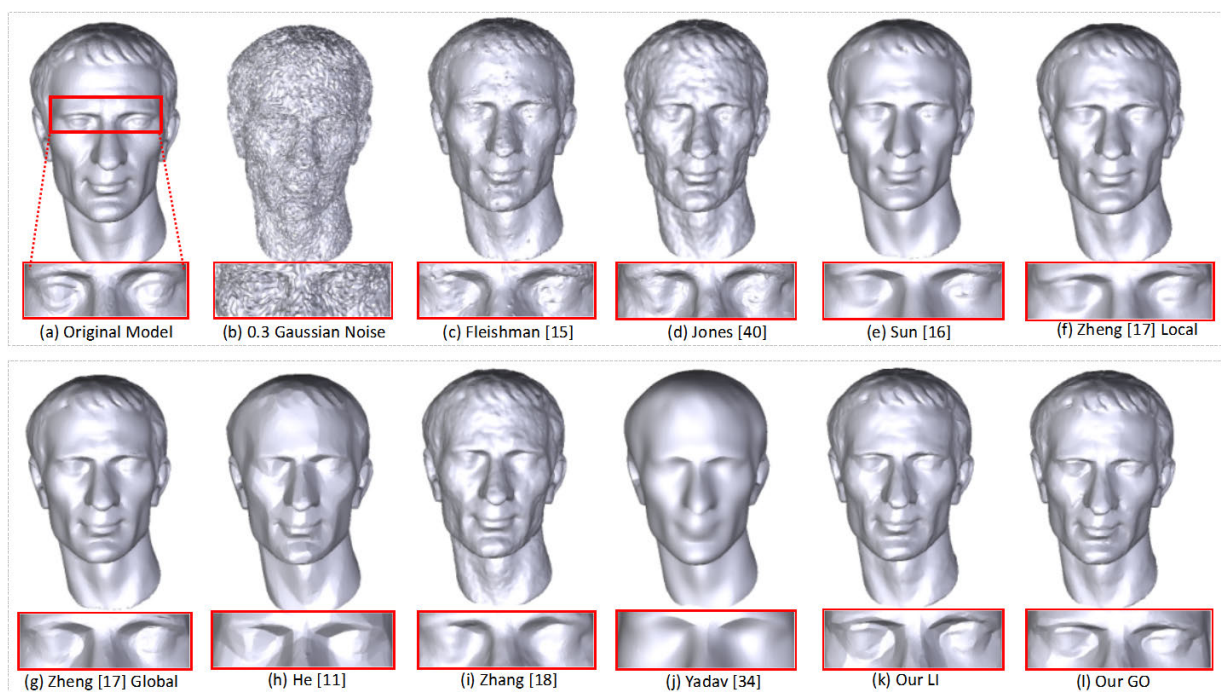 (a) Original Model
(b) 0.3 Gaussian Noise
(c) Fleishman [15]
(d) Jones [40]
(e) Sun [16]
(f) Zheng [17] Local
(g) Zheng [17] Global
(h) He [11]
(i) Zhang [18]
(j) Yadav [34]
(k) Our LI
(l) Our GO